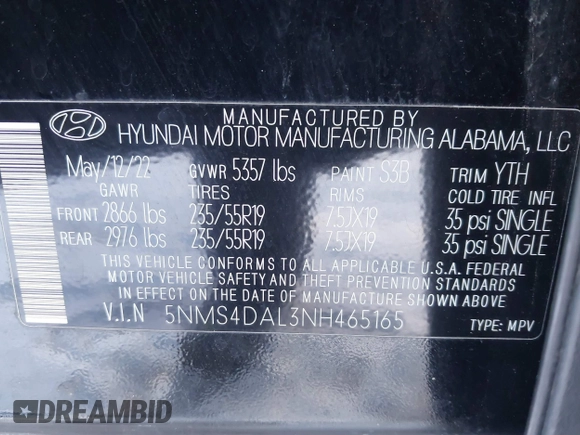 MANUFACTURED BY
HYUNDAI MOTOR MANUFACTURING ALABAMA, LLC
May/12/22 GVWR 5357 lbs PAINT S3B TRIM YTH
GAWR TIRES RIMS COLD TIRE INFL
FRONT 2866 lbs 235/55R19 7.5JX19 35 psi SINGLE
REAR 2976 lbs 235/55R19 7.5JX19 35 psi SINGLE
THIS VEHICLE CONFORMS TO ALL APPLICABLE U.S.A. FEDERAL
MOTOR VEHICLE SAFETY AND THEFT PREVENTION STANDARDS
IN EFFECT ON THE DATE OF MANUFACTURE SHOWN ABOVE
V.I.N 5NMS4DAL3NH465165 TYPE: MPV
DREAMBID